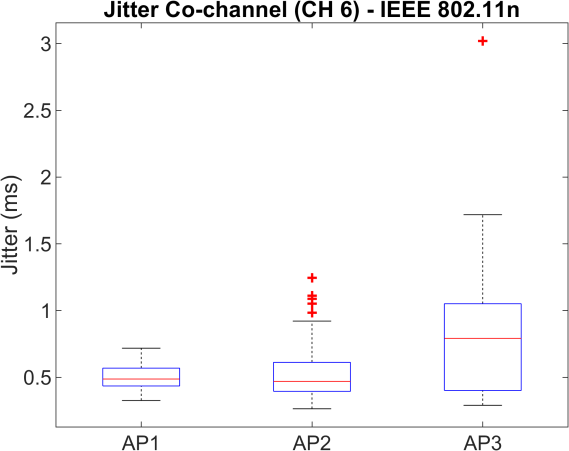 Jitter Co-channel (CH 6) - IEEE 802.11n
Jitter (ms)
3
2.5
2
1.5
1
0.5
AP1 AP2 AP3